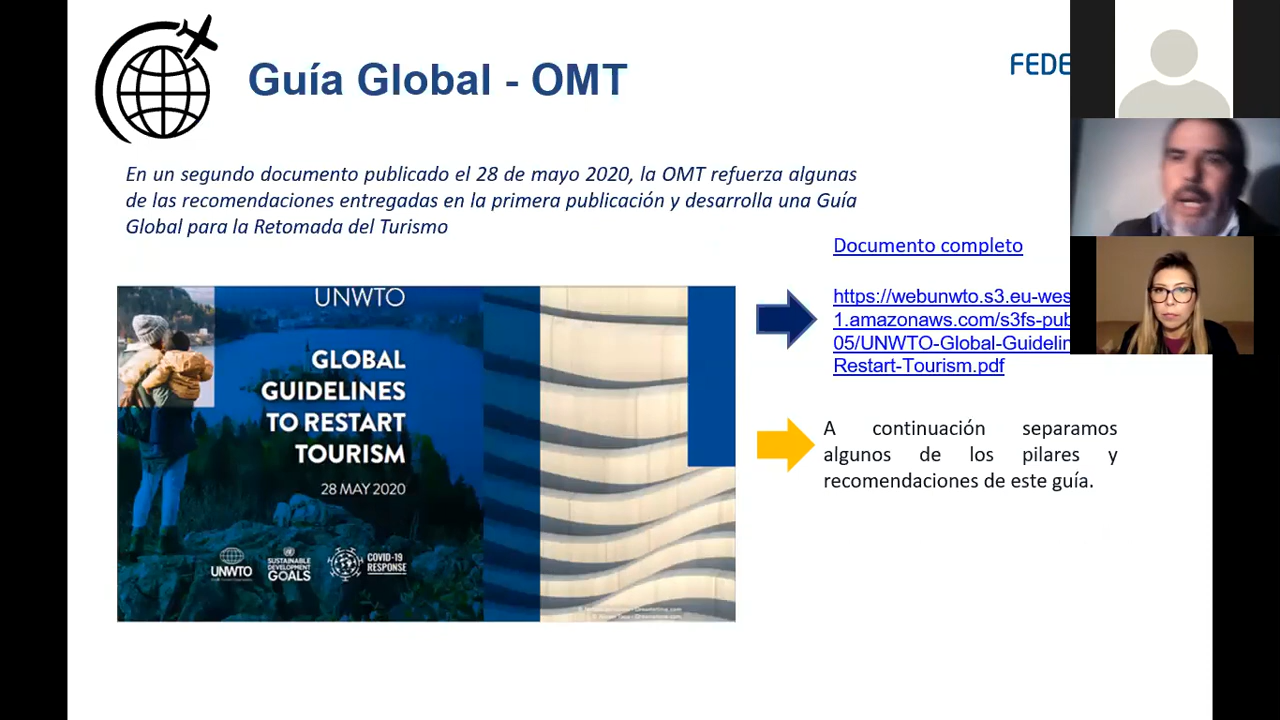 Guía Global - OMT
FEDE
En un segundo documento publicado el 28 de mayo 2020, la OMT refuerza algunas
de las recomendaciones entregadas en la primera publicación y desarrolla una Guía
Global para la Retomada del Turismo
Documento completo
https://webunwto.s3.eu-wes
1.amazonaws.com/s3fs-pub
05/UNWTO-Global-Guidelin
Restart-Tourism.pdf
A continuación separamos
algunos de los pilares y
recomendaciones de este guía.
UNWTO
GLOBAL
GUIDELINES
TO RESTART
TOURISM
28 MAY 2020
UNWTO
SUSTAINABLE
DEVELOPMENT
GOALS
COVID-19
RESPONSE